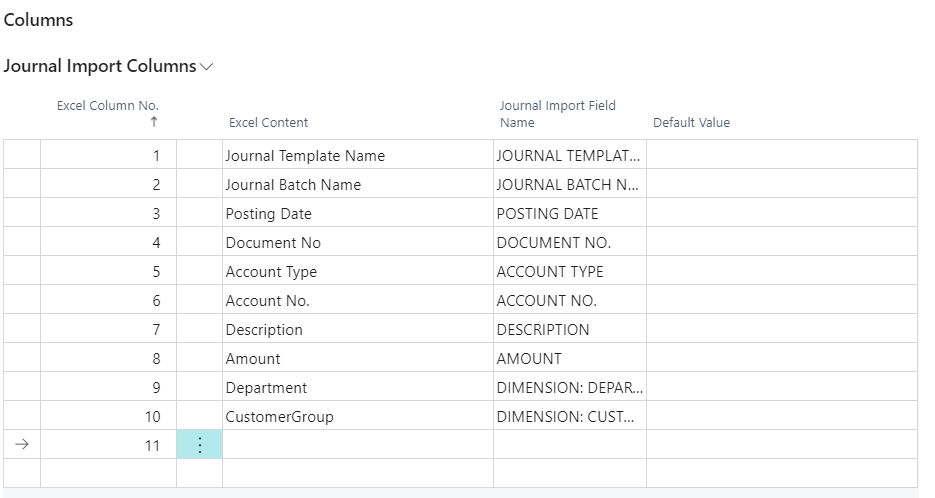 Columns
Journal Import Columns
Excel Column No.
↑
Excel Content
Journal Import Field
Name
Default Value
1 Journal Template Name JOURNAL TEMPLAT...
2 Journal Batch Name JOURNAL BATCH N...
3 Posting Date POSTING DATE
4 Document No DOCUMENT NO.
5 Account Type ACCOUNT TYPE
6 Account No. ACCOUNT NO.
7 Description DESCRIPTION
8 Amount AMOUNT
9 Department DIMENSION: DEPAR...
10 CustomerGroup DIMENSION: CUST...
11